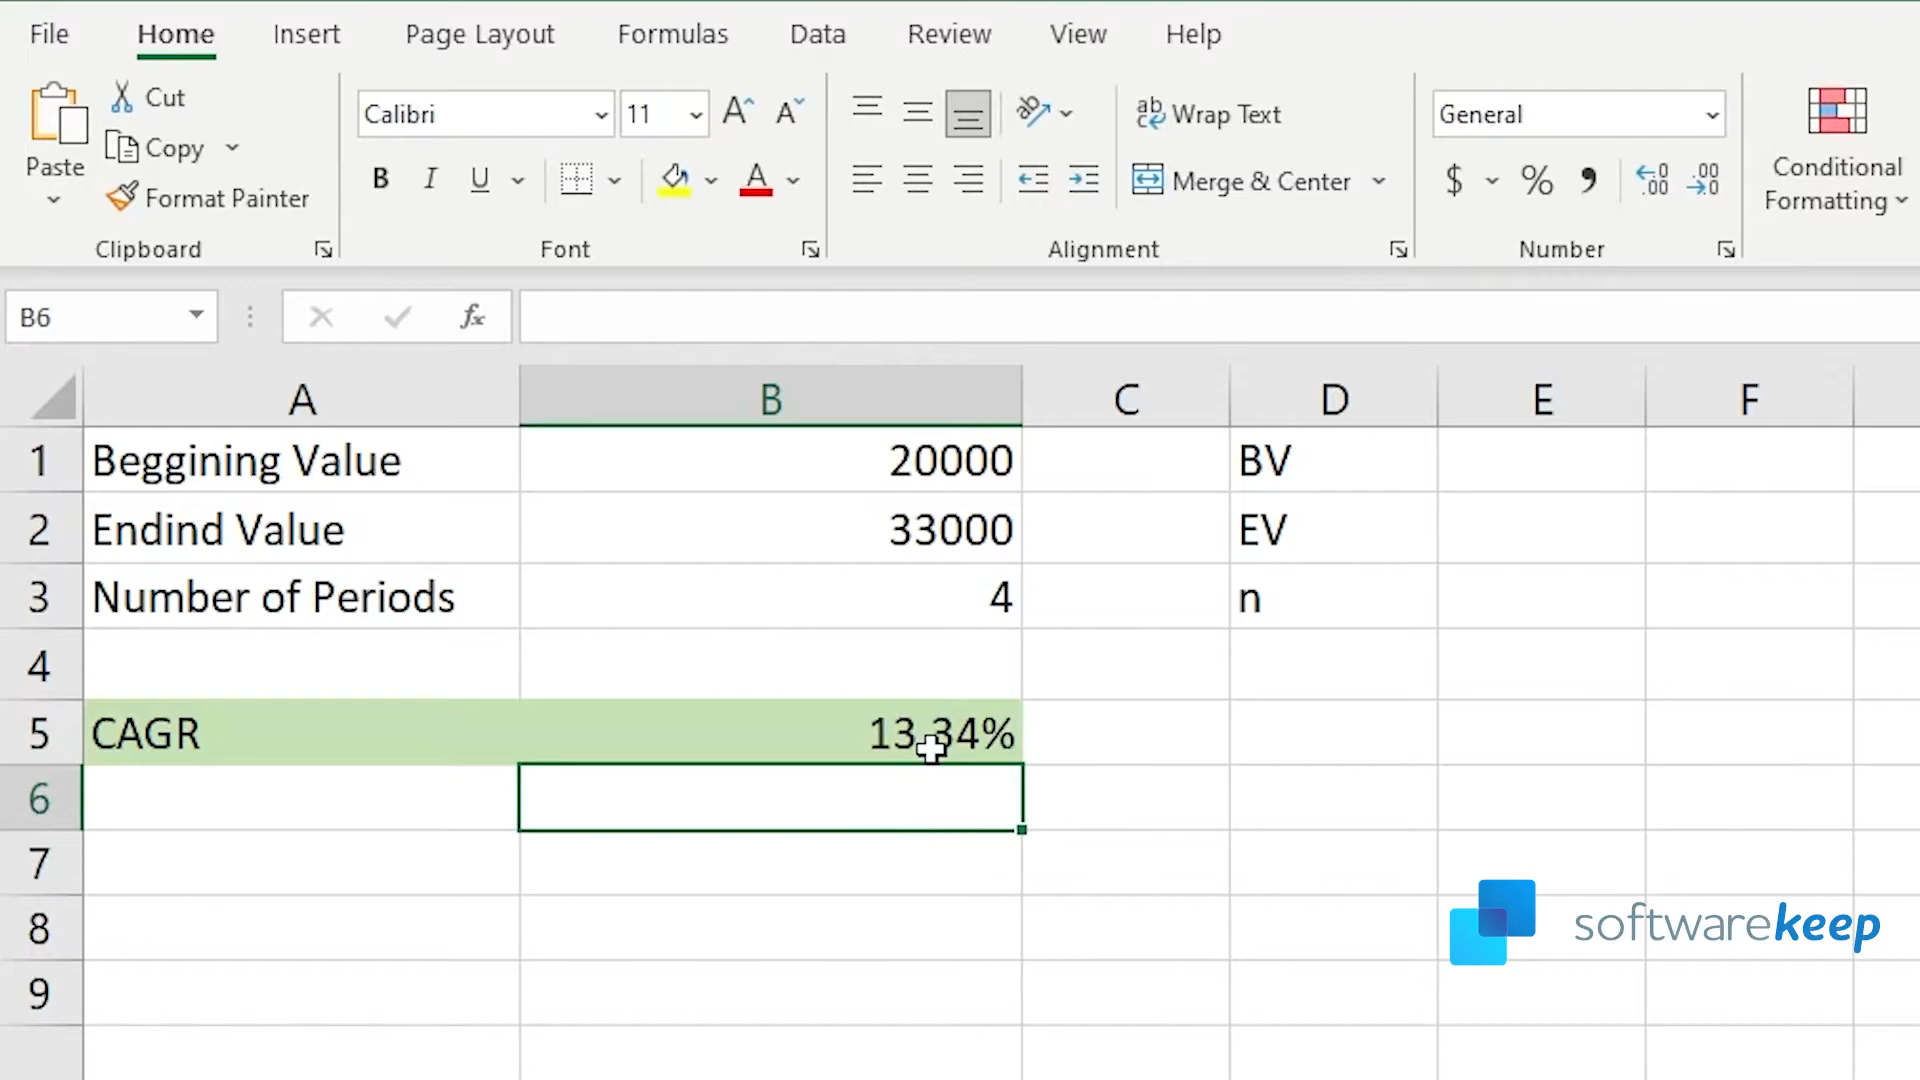 File Home Insert Page Layout Formulas Data Review View Help
Cut
Calibri 11 Wrap Text General
Copy
Paste
B I U Merge & Center $ % , Conditional
Format Painter Formatting
Clipboard Font Alignment Number
B6 fx
A B C D E F
1 Beggining Value 20000 BV
2 Endind Value 33000 EV
3 Number of Periods 4 n
4
5 CAGR 13.34%
6
7
8 softwarekeep
9